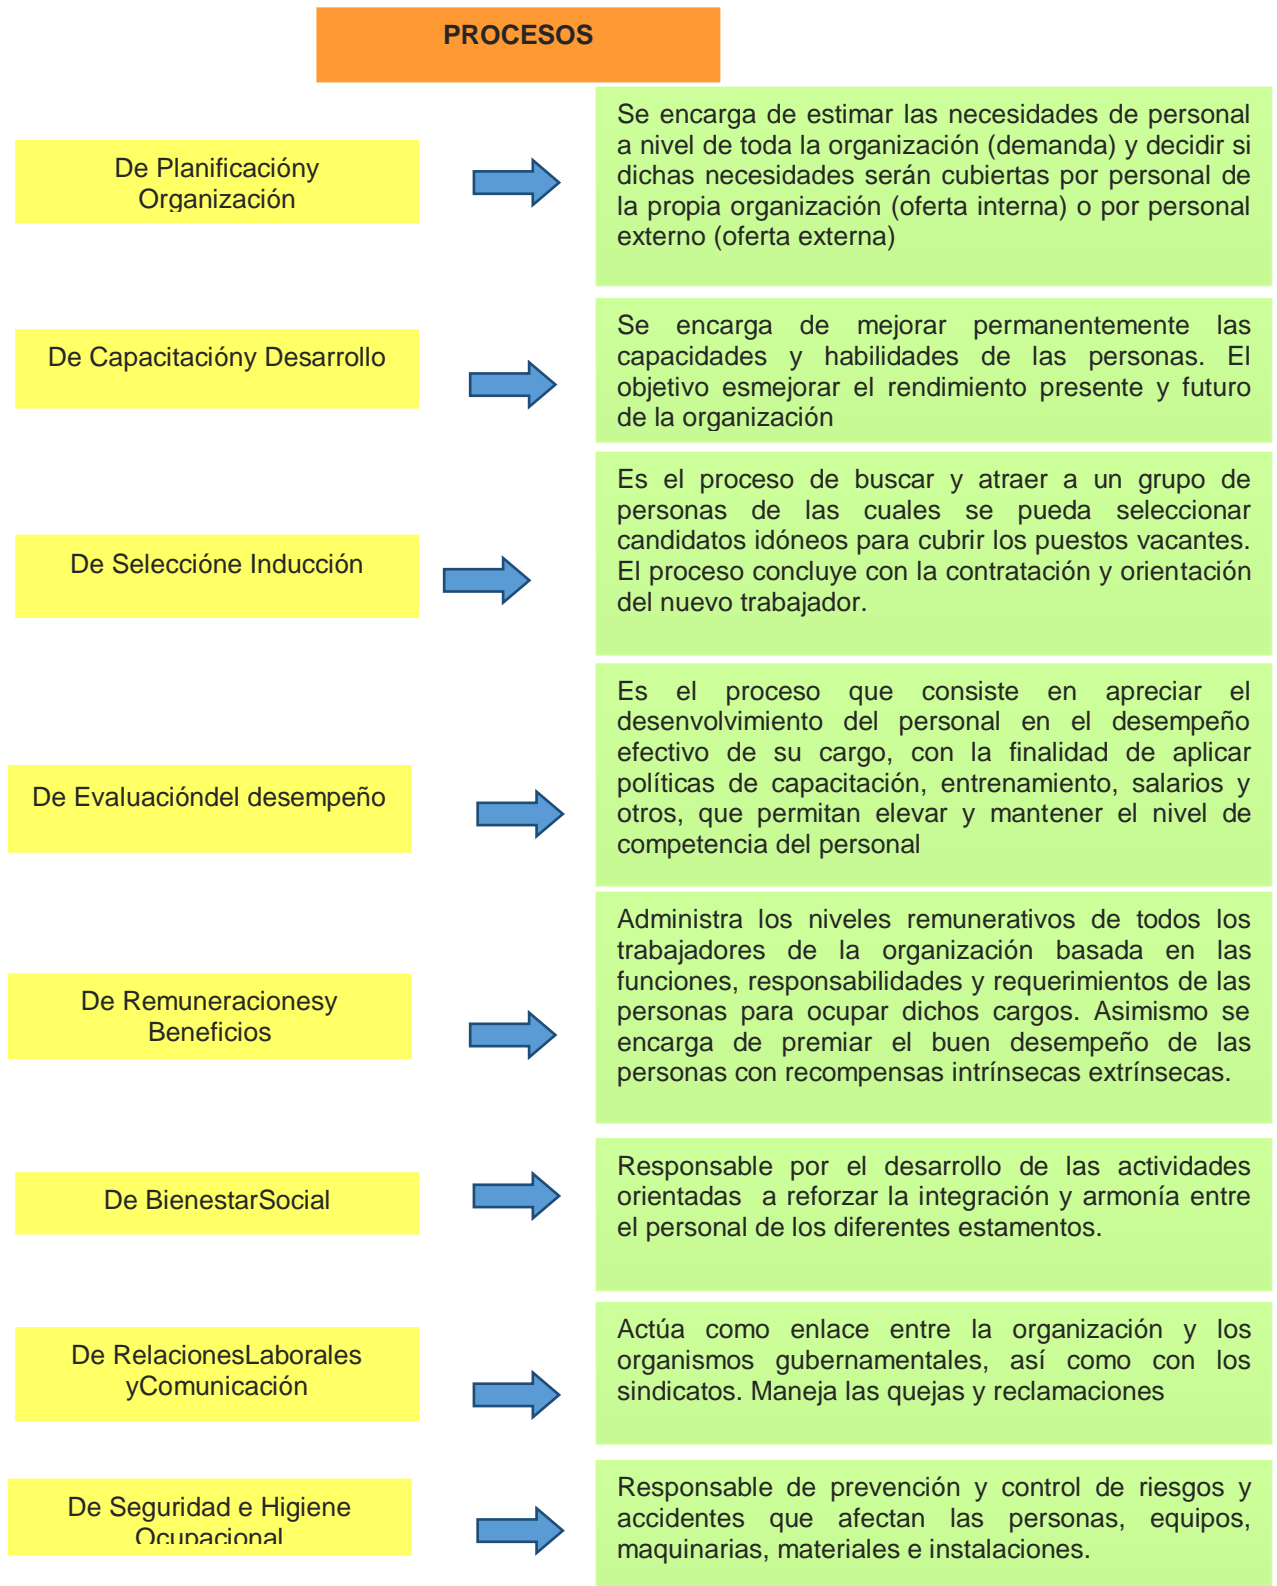 PROCESOS
De Planificacióny
Organización
Se encarga de estimar las necesidades de personal
a nivel de toda la organización (demanda) y decidir si
dichas necesidades serán cubiertas por personal de
la propia organización (oferta interna) o por personal
externo (oferta externa)
De Capacitacióny Desarrollo
Se encarga de mejorar permanentemente las
capacidades y habilidades de las personas. El
objetivo esmejorar el rendimiento presente y futuro
de la organización
De Seleccióne Inducción
Es el proceso de buscar y atraer a un grupo de
personas de las cuales se pueda seleccionar
candidatos idóneos para cubrir los puestos vacantes.
El proceso concluye con la contratación y orientación
del nuevo trabajador.
De Evaluacióndel desempeño
Es el proceso que consiste en apreciar el
desenvolvimiento del personal en el desempeño
efectivo de su cargo, con la finalidad de aplicar
políticas de capacitación, entrenamiento, salarios y
otros, que permitan elevar y mantener el nivel de
competencia del personal
De Remuneracionesy
Beneficios
Administra los niveles remunerativos de todos los
trabajadores de la organización basada en las
funciones, responsabilidades y requerimientos de las
personas para ocupar dichos cargos. Asimismo se
encarga de premiar el buen desempeño de las
personas con recompensas intrínsecas extrínsecas.
De BienestarSocial
Responsable por el desarrollo de las actividades
orientadas a reforzar la integración y armonía entre
el personal de los diferentes estamentos.
De RelacionesLaborales
yComunicación
Actúa como enlace entre la organización y los
organismos gubernamentales, así como con los
sindicatos. Maneja las quejas y reclamaciones
De Seguridad e Higiene
Ocupacional
Responsable de prevención y control de riesgos y
accidentes que afectan las personas, equipos,
maquinarias, materiales e instalaciones.